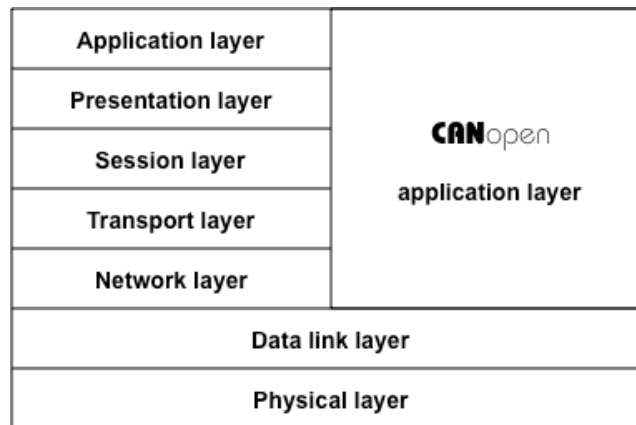 Application layer
Presentation layer
Session layer
Transport layer
Network layer
CANopen
application layer
Data link layer
Physical layer